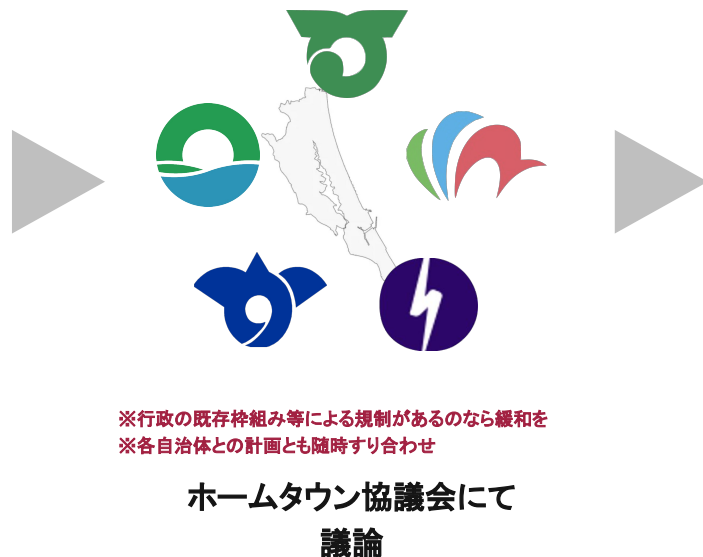 ※行政の既存枠組み等による規制があるのなら緩和を
※各自治体との計画とも随時すり合わせ
ホームタウン協議会にて
議論